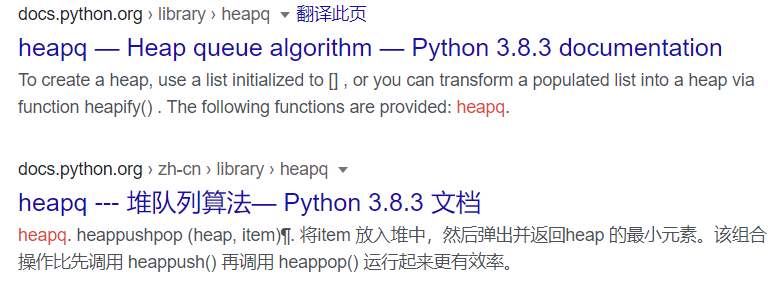 docs.python.org › library › heapq 翻译此页
heapq — Heap queue algorithm — Python 3.8.3 documentation
To create a heap, use a list initialized to [] , or you can transform a populated list into a heap via
function heapify() . The following functions are provided: heapq.
docs.python.org › zh-cn › library › heapq
heapq --- 堆队列算法— Python 3.8.3 文档
heapq. heappushpop (heap, item)¶. 将item 放入堆中，然后弹出并返回heap 的最小元素。该组合
操作比先调用 heappush() 再调用 heappop() 运行起来更有效率。